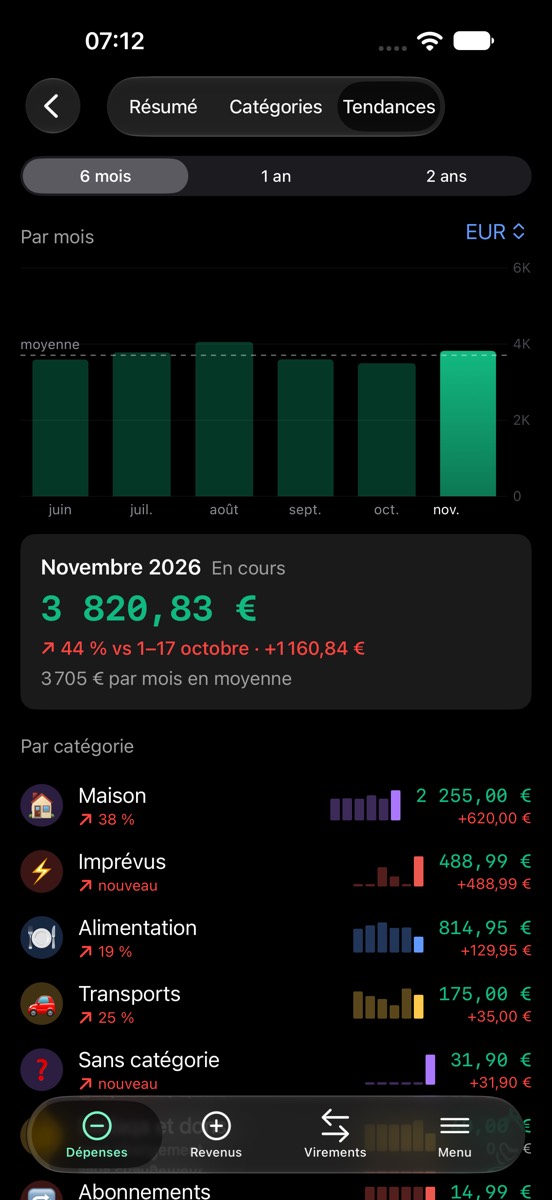 07:12
Résumé Catégories Tendances
6 mois 1 an 2 ans
Par mois EUR
6K
moyenne 4K
2K
0
juin juil. août sept. oct. nov.
Novembre 2026 En cours
3 820,83 €
44 % vs 1–17 octobre · +1 160,84 €
3 705 € par mois en moyenne
Par catégorie
Maison 2 255,00 €
38 % +620,00 €
Imprévus 488,99 €
nouveau +488,99 €
Alimentation 814,95 €
19 % +129,95 €
Transports 175,00 €
25 % +35,00 €
Sans catégorie 31,90 €
nouveau +31,90 €
Dépenses Revenus Virements Menu
Abonnements 14,99 €